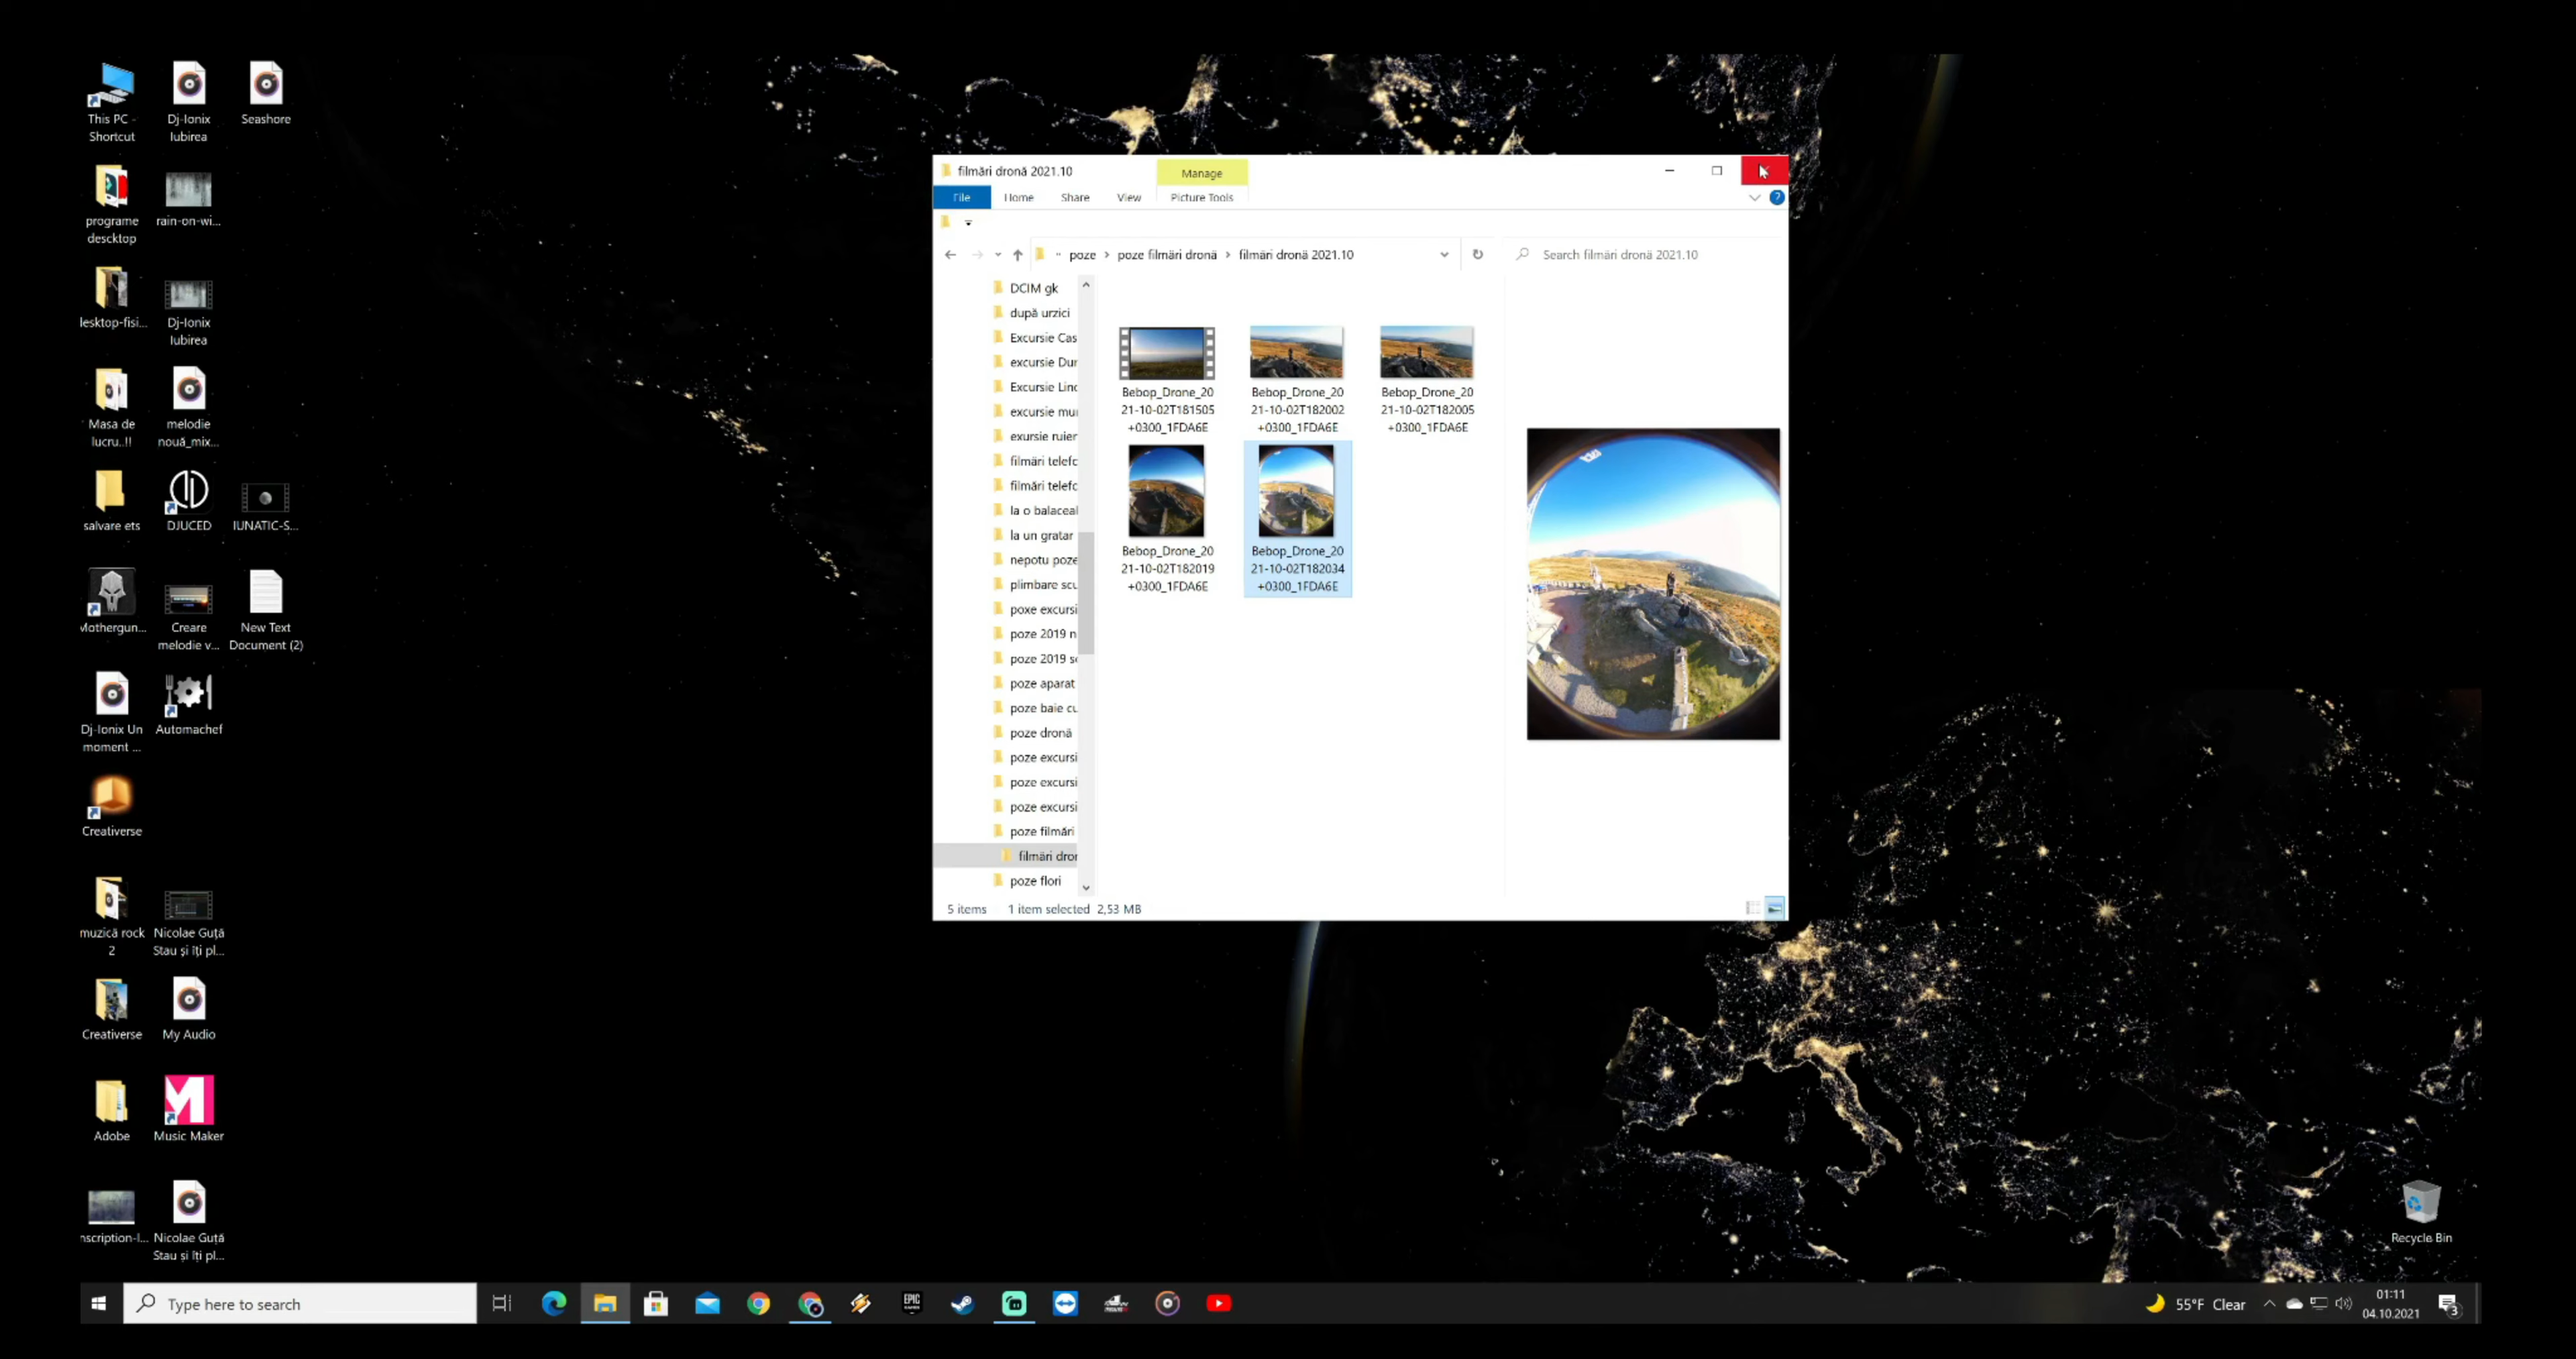 This PC -
Shortcut
Dj-Ionix
Iubirea
Seashore
programe
descktop
rain-on-wi...
lesktop-fisi...
Dj-Ionix
Iubirea
Masa de
lucru..!!
melodie
nouă_mix...
salvare ets
DJUCED
IUNATIC-S...
Mothergun...
Creare
melodie v...
New Text
Document (2)
Dj-Ionix Un
moment ...
Automachef
Creativerse
muzică rock
2
Nicolae Guță
Stau și îți pl...
Creativerse
My Audio
Adobe
Music Maker
nscription-l...
Nicolae Guță
Stau și îți pl...
filmări dronă 2021.10
Manage
File
Home
Share
View
Picture Tools
poze > poze filmări dronă > filmări dronă 2021.10
Search filmări dronă 2021.10
DCIM gk
după urzici
Excursie Cas
excursie Dur
Excursie Linc
excursie mur
exursie ruier
filmări telefo
filmări telefo
la o balaceal
la un gratar
nepotu poze
plimbare scu
poxe excursi
poze 2019 n
poze 2019 so
poze aparat
poze baie cu
poze dronă
poze excursi
poze excursi
poze excursi
poze filmări
filmări dror
poze flori
Bebop_Drone_20
21-10-02T181505
+0300_1FDA6E
Bebop_Drone_20
21-10-02T182002
+0300_1FDA6E
Bebop_Drone_20
21-10-02T182005
+0300_1FDA6E
Bebop_Drone_20
21-10-02T182019
+0300_1FDA6E
Bebop_Drone_20
21-10-02T182034
+0300_1FDA6E
5 items 1 item selected 2,53 MB
Recycle Bin
Type here to search
EPIC
GAMES
55°F Clear
01:11
04.10.2021
3